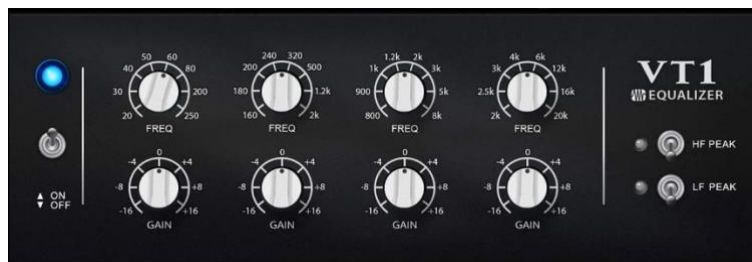 50 60
40 80
30 200
20 250
FREQ
240 320
200 500
180 1.2k
160 2k
FREQ
1.2k 2k
1k 3k
900 5k
800 8k
FREQ
4k 6k
3k 12k
2.5k 16k
2k 20k
FREQ
VT1
EQUALIZER
HF PEAK
LF PEAK
ON
OFF
0
-4 +4
-8 +8
-16 +16
GAIN
0
-4 +4
-8 +8
-16 +16
GAIN
0
-4 +4
-8 +8
-16 +16
GAIN
0
-4 +4
-8 +8
-16 +16
GAIN